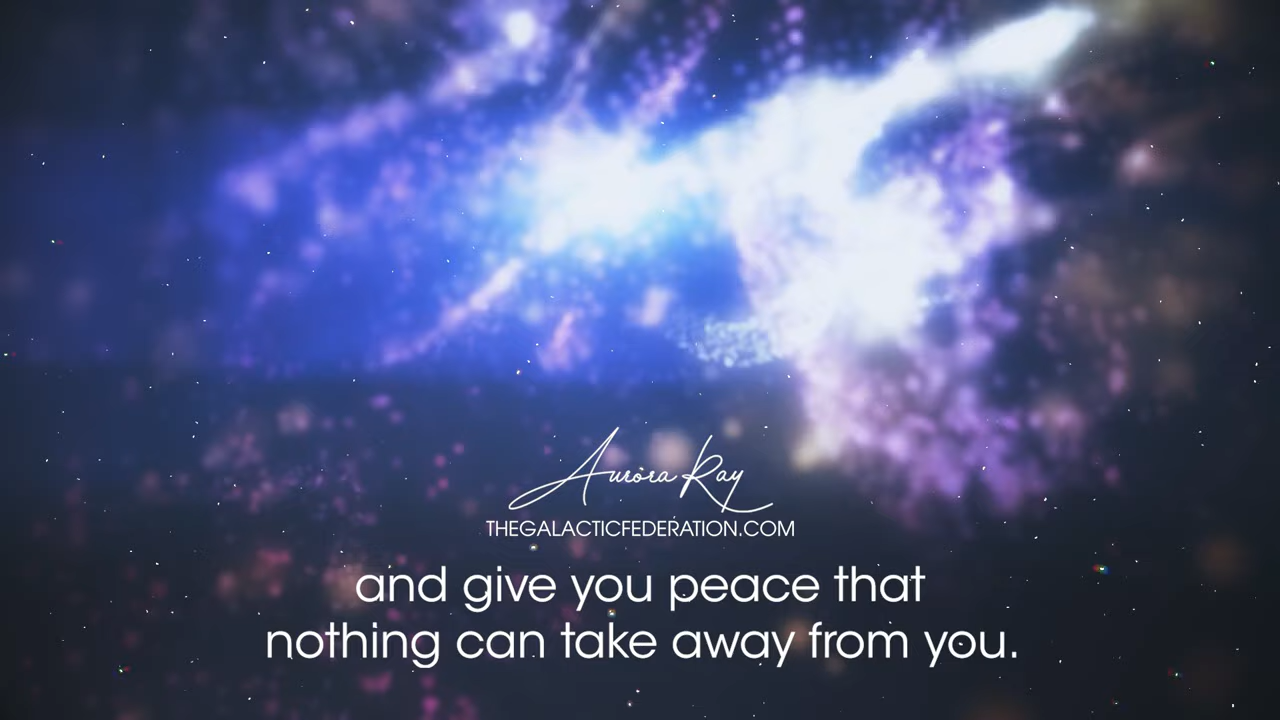 Aurora Ray
THEGALACTICFEDERATION.COM
and give you peace that
nothing can take away from you.